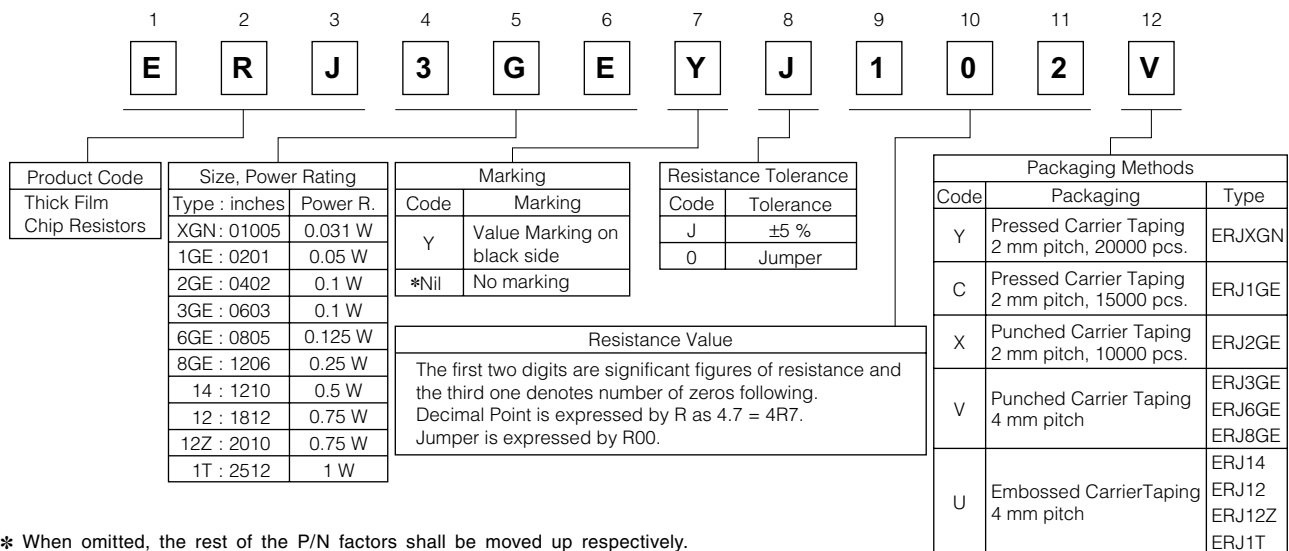 1 2 3 4 5 6 7 8 9 10 11 12
E R J 3 G E Y J 1 0 2 V
Product Code
Thick Film
Chip Resistors
Size, Power Rating
Type : inches Power R.
XGN : 01005 0.031 W
1GE : 0201 0.05 W
2GE : 0402 0.1 W
3GE : 0603 0.1 W
6GE : 0805 0.125 W
8GE : 1206 0.25 W
14 : 1210 0.5 W
12 : 1812 0.75 W
12Z : 2010 0.75 W
1T : 2512 1 W
Marking
Code Marking
Y Value Marking on
black side
*Nil No marking
Resistance Tolerance
Code Tolerance
J ±5 %
0 Jumper
Resistance Value
The first two digits are significant figures of resistance and
the third one denotes number of zeros following.
Decimal Point is expressed by R as 4.7 = 4R7.
Jumper is expressed by R00.
Packaging Methods
Code Packaging Type
Y Pressed Carrier Taping
2 mm pitch, 20000 pcs. ERJXGN
C Pressed Carrier Taping
2 mm pitch, 15000 pcs. ERJ1GE
X Punched Carrier Taping
2 mm pitch, 10000 pcs. ERJ2GE
V Punched Carrier Taping
4 mm pitch
ERJ3GE
ERJ6GE
ERJ8GE
U Embossed CarrierTaping
4 mm pitch
ERJ14
ERJ12
ERJ12Z
ERJ1T
* When omitted, the rest of the P/N factors shall be moved up respectively.